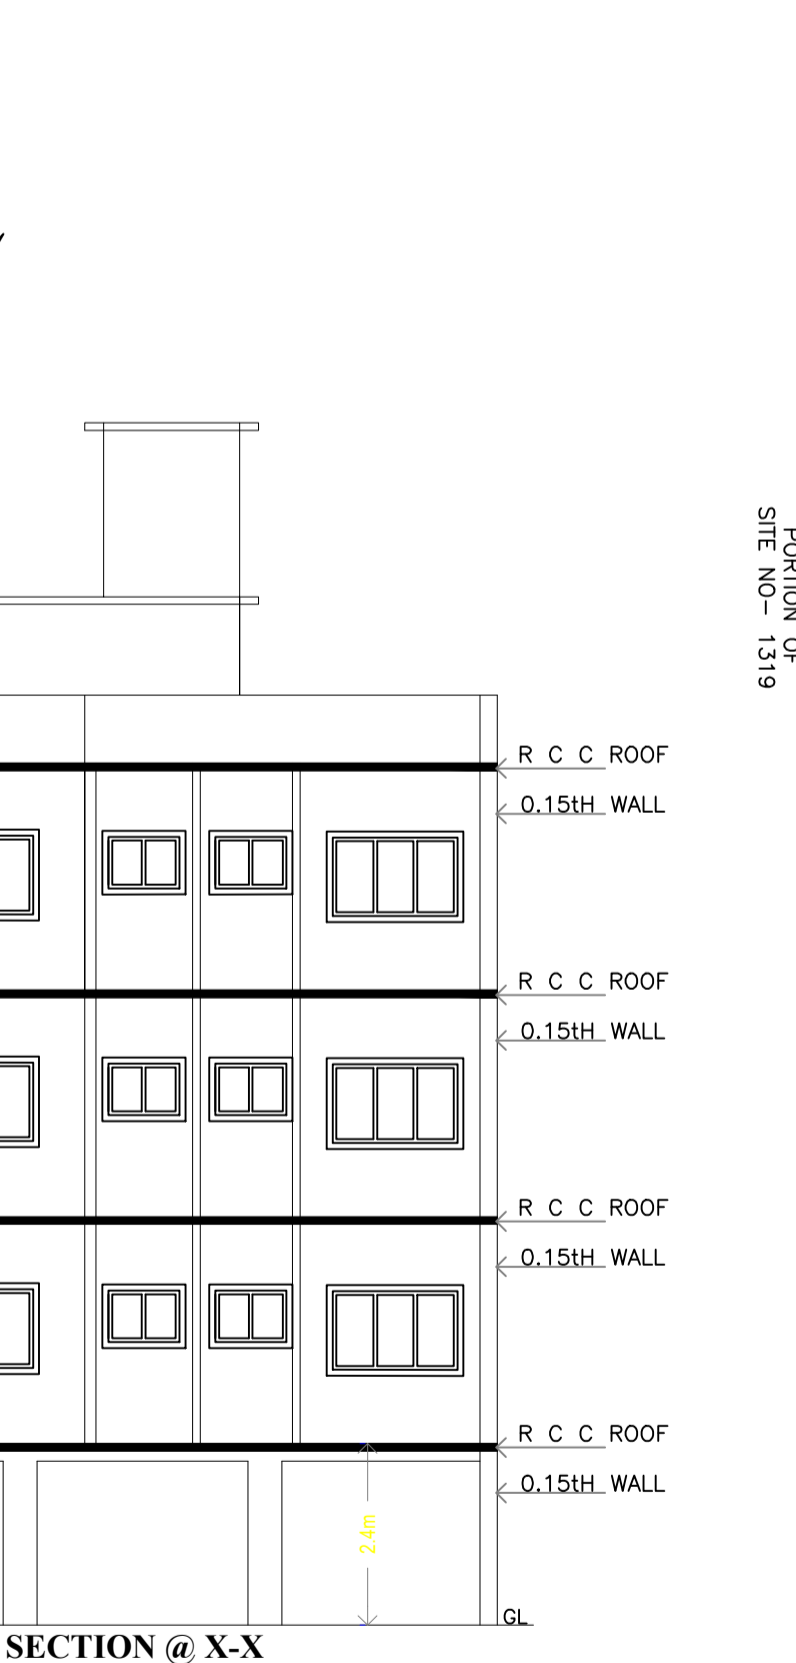 PORTION OF
SITE NO- 1319
R C C ROOF
0.15tH WALL
R C C ROOF
0.15tH WALL
R C C ROOF
0.15tH WALL
R C C ROOF
0.15tH WALL
2.4m
GL
SECTION @ X-X